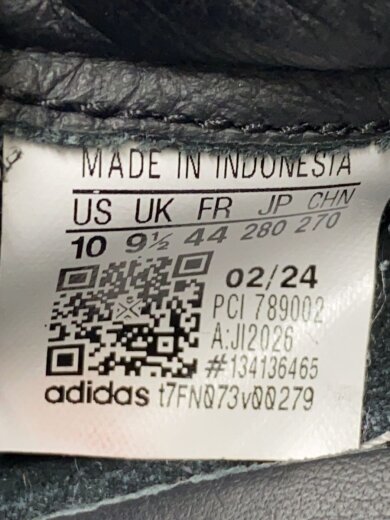 MADE IN INDONESIA
US UK FR JP CHN
10 9½ 44 280 270
02/24
PCI 789002
A:JI2026
#134136465
adidas t7FN073v00279